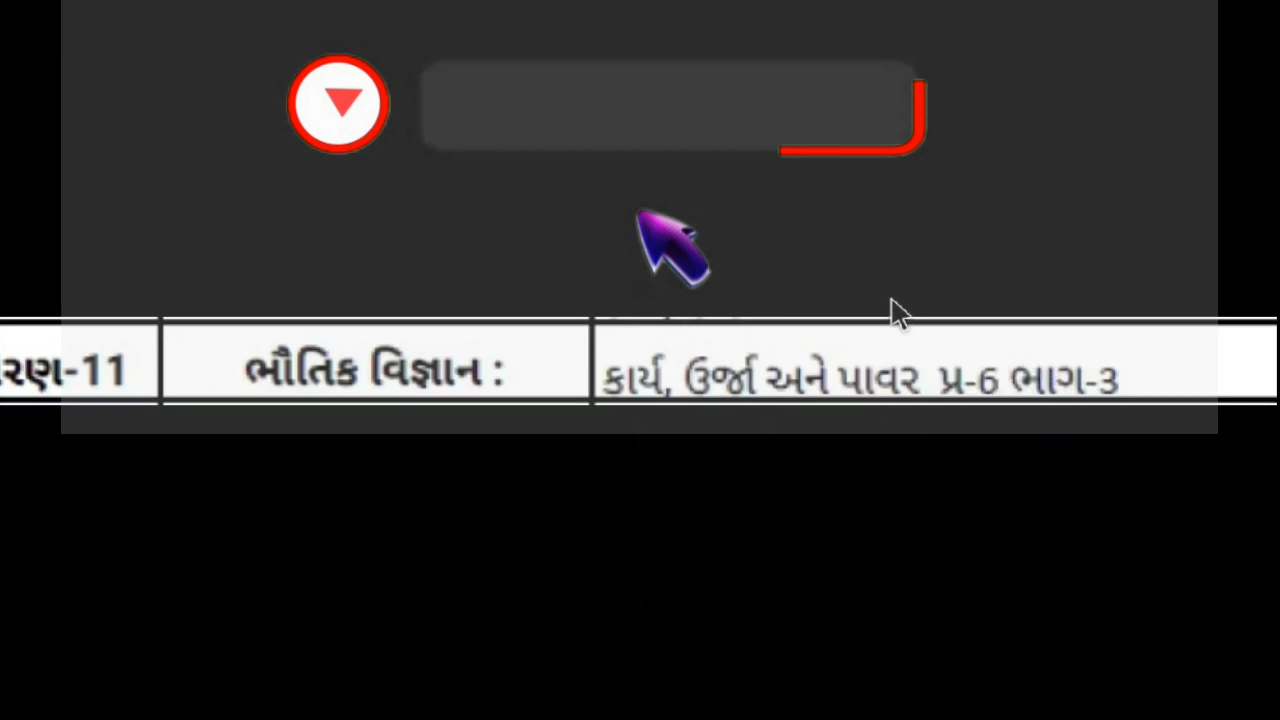 રણ-11 ભૌતિક વિજ્ઞાન : કાર્ય, ઉર્જા અને પાવર પ્ર-6 ભાગ-3